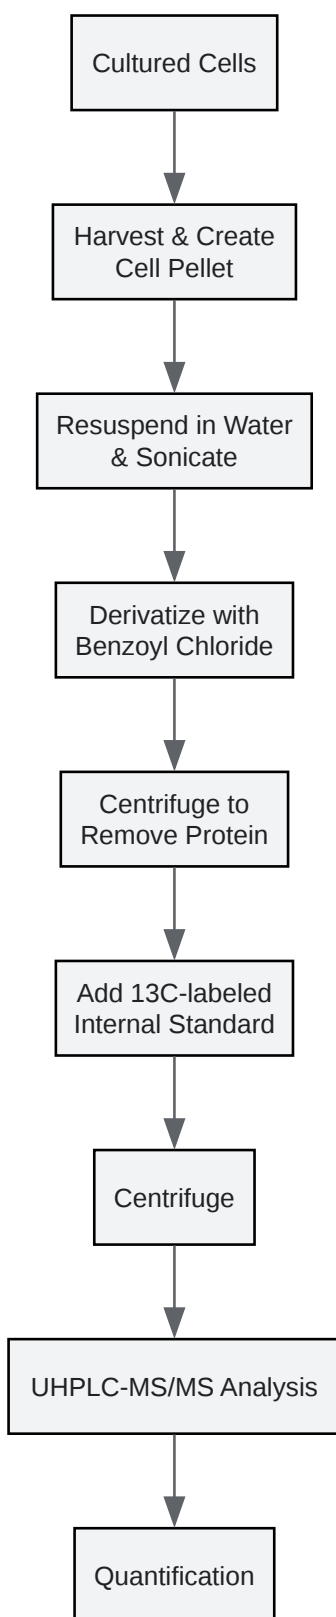 Cultured Cells
Harvest & Create
Cell Pellet
Resuspend in Water
& Sonicate
Derivatize with
Benzoyl Chloride
Centrifuge to
Remove Protein
Add 13C-labeled
Internal Standard
Centrifuge
UHPLC-MS/MS Analysis
Quantification